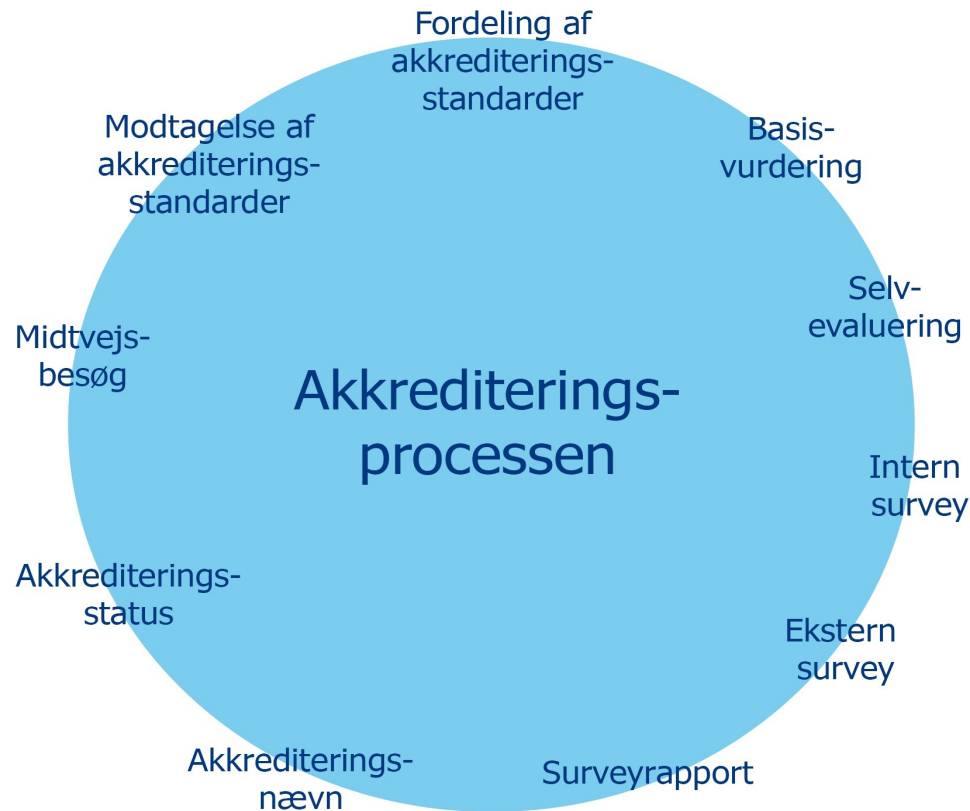 Fordeling af
akkrediterings-
standarder
Basis-
vurdering
Selv-
evaluering
Intern
survey
Ekstern
survey
Surveyrapport
Akkrediterings-
nævn
Akkrediterings-
status
Midtvejs-
besøg
Modtagelse af
akkrediterings-
standarder
Akkrediterings-
processen